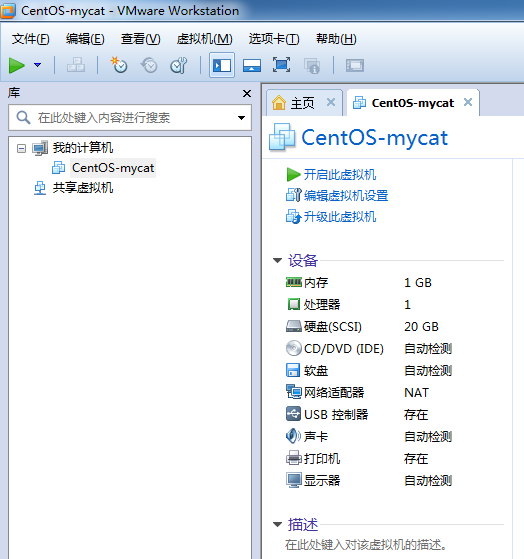 CentOS-mycat - VMware Workstation
文件(F) 编辑(E) 查看(V) 虚拟机(M) 选项卡(T) 帮助(H)
库
在此处键入内容进行搜索
我的计算机
CentOS-mycat
共享虚拟机
主页 CentOS-mycat
CentOS-mycat
开启此虚拟机
编辑虚拟机设置
升级此虚拟机
设备
内存 1 GB
处理器 1
硬盘(SCSI) 20 GB
CD/DVD (IDE) 自动检测
软盘 自动检测
网络适配器 NAT
USB 控制器 存在
声卡 自动检测
打印机 存在
显示器 自动检测
描述
在此处键入对该虚拟机的描述。